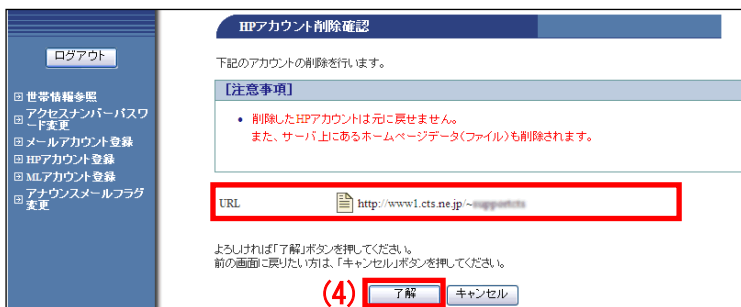 HPアカウント削除確認
ログアウト
下記のアカウントの削除を行います。
[注意事項]
世帯情報参照
アクセスナンバーパスワ
ード変更
メールアカウント登録
HPアカウント登録
MLアカウント登録
アナウンスメールフラグ
変更
• 削除したHPアカウントは元に戻せません。
また、サーバ上にあるホームページデータ(ファイル)も削除されます。
URL http://www1.cts.ne.jp/~
よろしければ「了解」ボタンを押してください。
前の画面に戻りたい方は、「キャンセル」ボタンを押してください。
(4) 了解 キャンセル